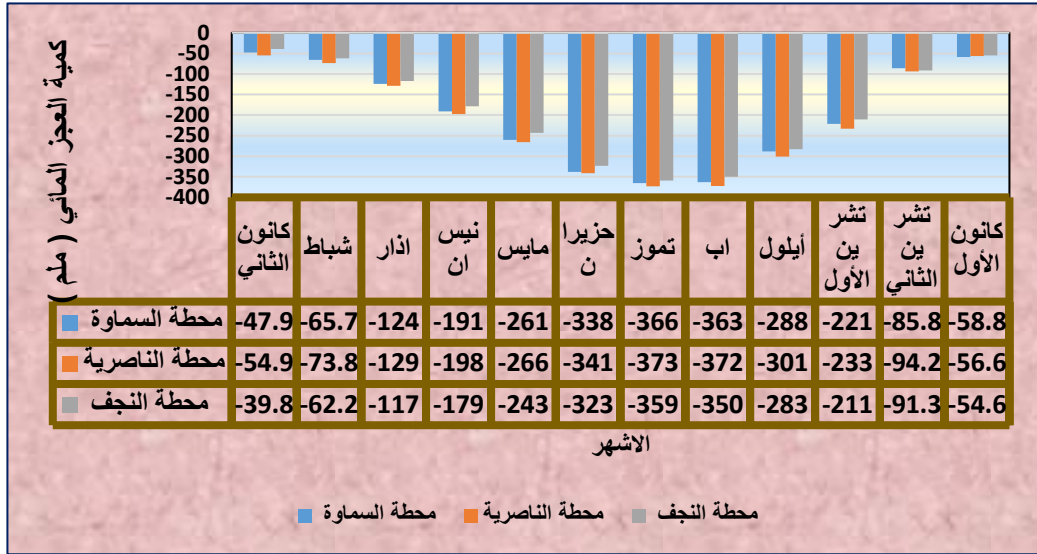 كمية العجز المائي ( ملم )
0
-50
-100
-150
-200
-250
-300
-350
-400
كانون الثاني شباط اذار نيس ان مايس حزيرا ن تموز اب أيلول تشر ين الأول تشر ين الثاني كانون الأول
محطة السماوة -47.9 -65.7 -124 -191 -261 -338 -366 -363 -288 -221 -85.8 -58.8
محطة الناصرية -54.9 -73.8 -129 -198 -266 -341 -373 -372 -301 -233 -94.2 -56.6
محطة النجف -39.8 -62.2 -117 -179 -243 -323 -359 -350 -283 -211 -91.3 -54.6
الاشهر
محطة السماوة محطة الناصرية محطة النجف